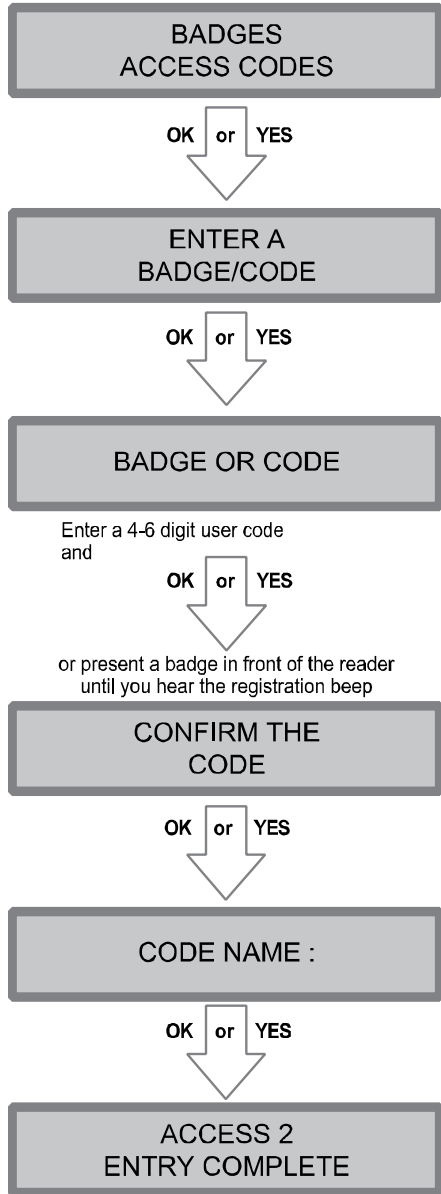 BADGES
ACCESS CODES
OK or YES
ENTER A
BADGE/CODE
OK or YES
BADGE OR CODE
Enter a 4-6 digit user code
and
OK or YES
or present a badge in front of the reader
until you hear the registration beep
CONFIRM THE
CODE
OK or YES
CODE NAME :
OK or YES
ACCESS 2
ENTRY COMPLETE